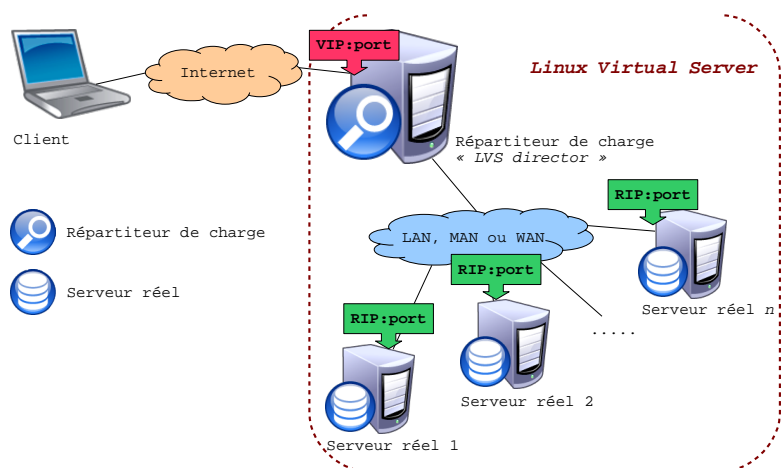 VIP:port
Linux Virtual Server
Internet
Client
Répartiteur de charge
« LVS director »
RIP:port
LAN, MAN ou WAN
Répartiteur de charge
RIP:port
Serveur réel
Serveur réel n
RIP:port
.....
Serveur réel 2
Serveur réel 1